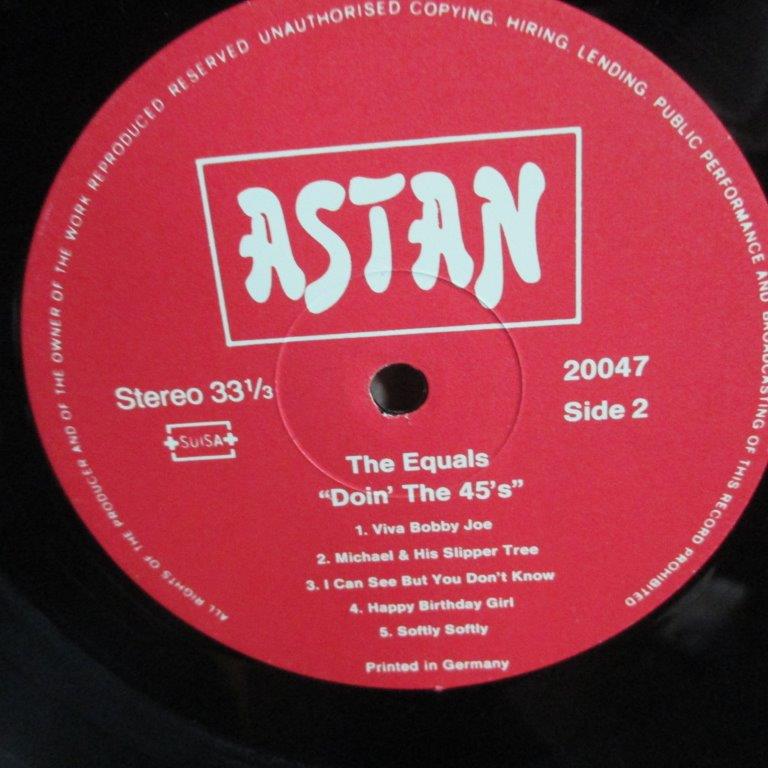 ALL RIGHTS OF THE PRODUCER AND OF THE OWNER OF THE WORK REPRODUCED RESERVED UNAUTHORISED COPYING, HIRING, LENDING, PUBLIC PERFORMANCE AND BROADCASTING OF THIS RECORD PROHIBITED
ASTAN
Stereo 33⅓
SUISA
20047
Side 2
The Equals
“Doin’ The 45’s”
1. Viva Bobby Joe
2. Michael & His Slipper Tree
3. I Can See But You Don’t Know
4. Happy Birthday Girl
5. Softly Softly
Printed in Germany